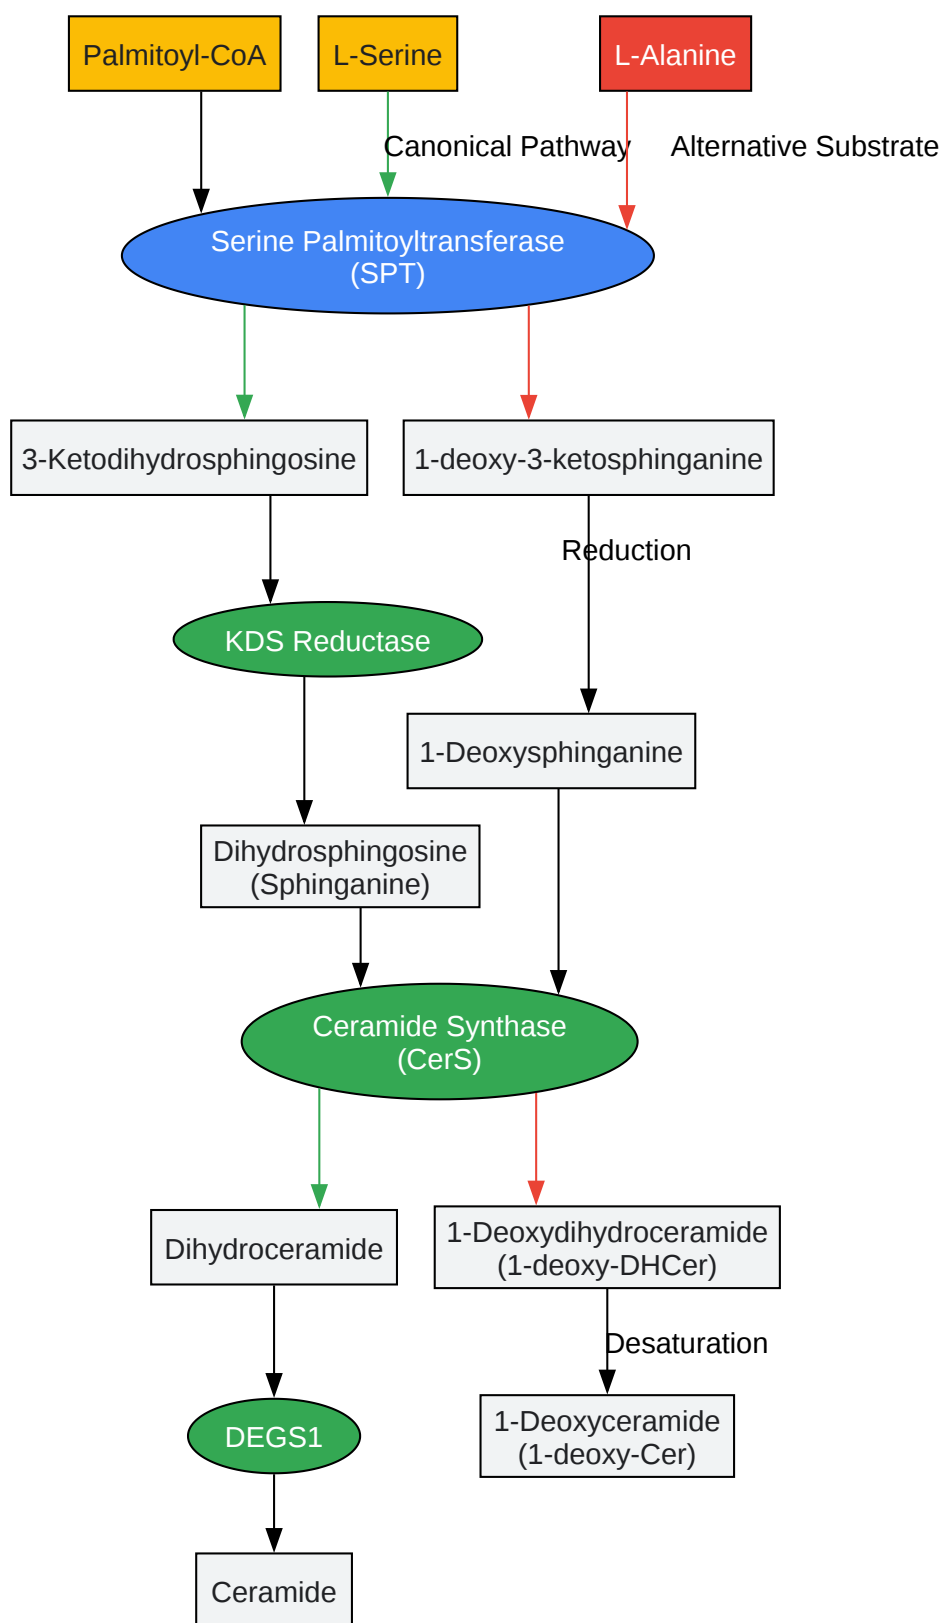 Palmitoyl-CoA
L-Serine
L-Alanine
Canonical Pathway
Alternative Substrate
Serine Palmitoyltransferase
(SPT)
3-Ketodihydrosphingosine
1-deoxy-3-ketosphinganine
Reduction
KDS Reductase
1-Deoxysphinganine
Dihydrosphingosine
(Sphinganine)
Ceramide Synthase
(CerS)
Dihydroceramide
1-Deoxydihydroceramide
(1-deoxy-DHCer)
Desaturation
DEGS1
1-Deoxyceramide
(1-deoxy-Cer)
Ceramide